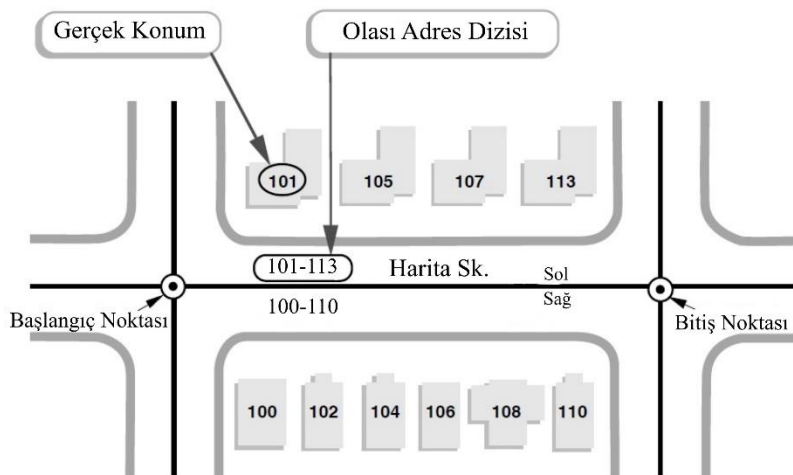 Gerçek Konum
Olası Adres Dizisi
101
105
107
113
101-113
Harita Sk.
Sol
100-110
Sağ
Başlangıç Noktası
Bitiş Noktası
100
102
104
106
108
110